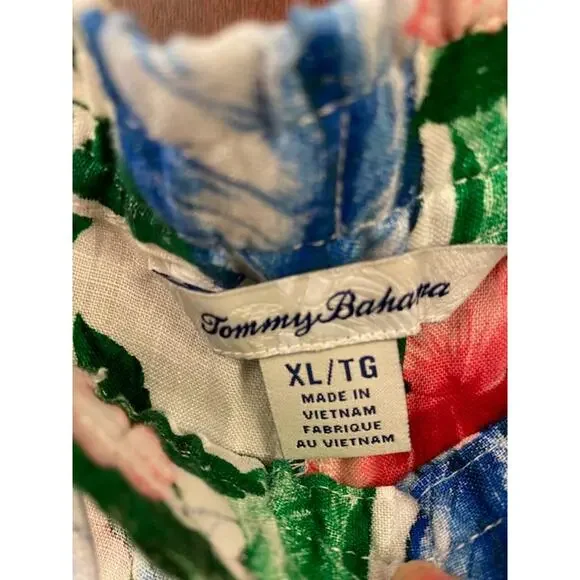 Tommy Bahama
XL/TG
MADE IN
VIETNAM
FABRIQUE
AU VIETNAM